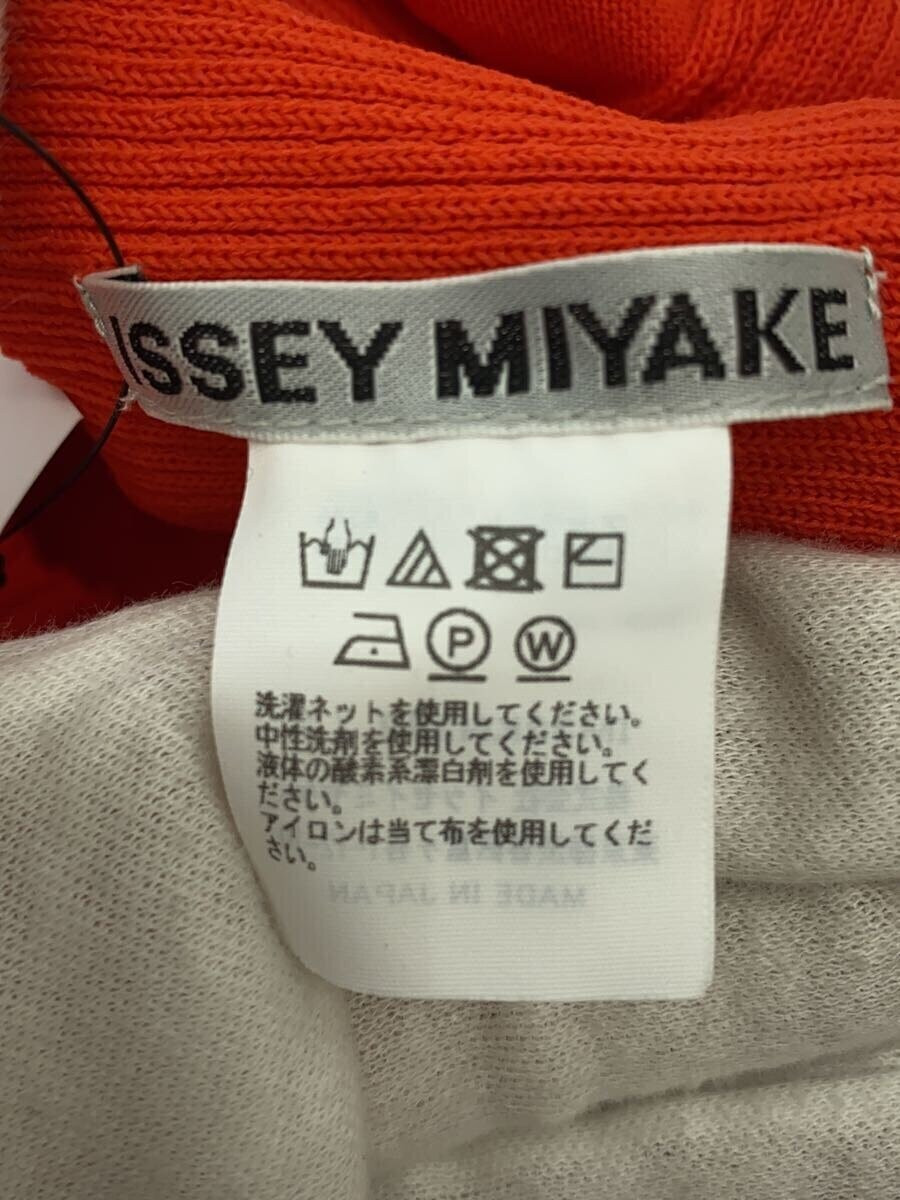 ISSEY MIYAKE
P W
洗濯ネットを使用してください。
中性洗剤を使用してください。
液体の酸素系漂白剤を使用してく
ださい。
アイロンは当て布を使用してくだ
さい。
MADE IN JAPAN